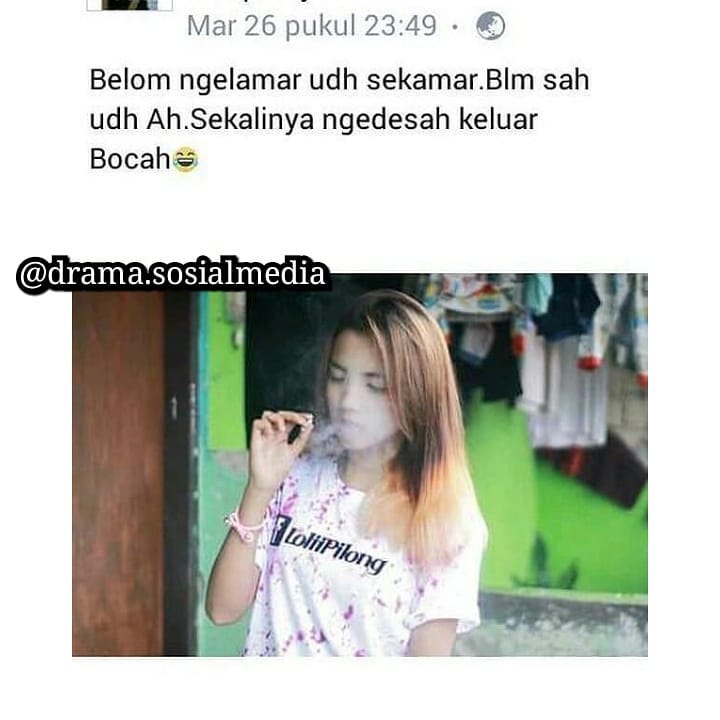 Mar 26 pukul 23:49 ·
Belom ngelamar udh sekamar.Blm sah
udh Ah.Sekalinya ngedesah keluar
Bocah😂
@drama.sosialmedia
LolliPilong